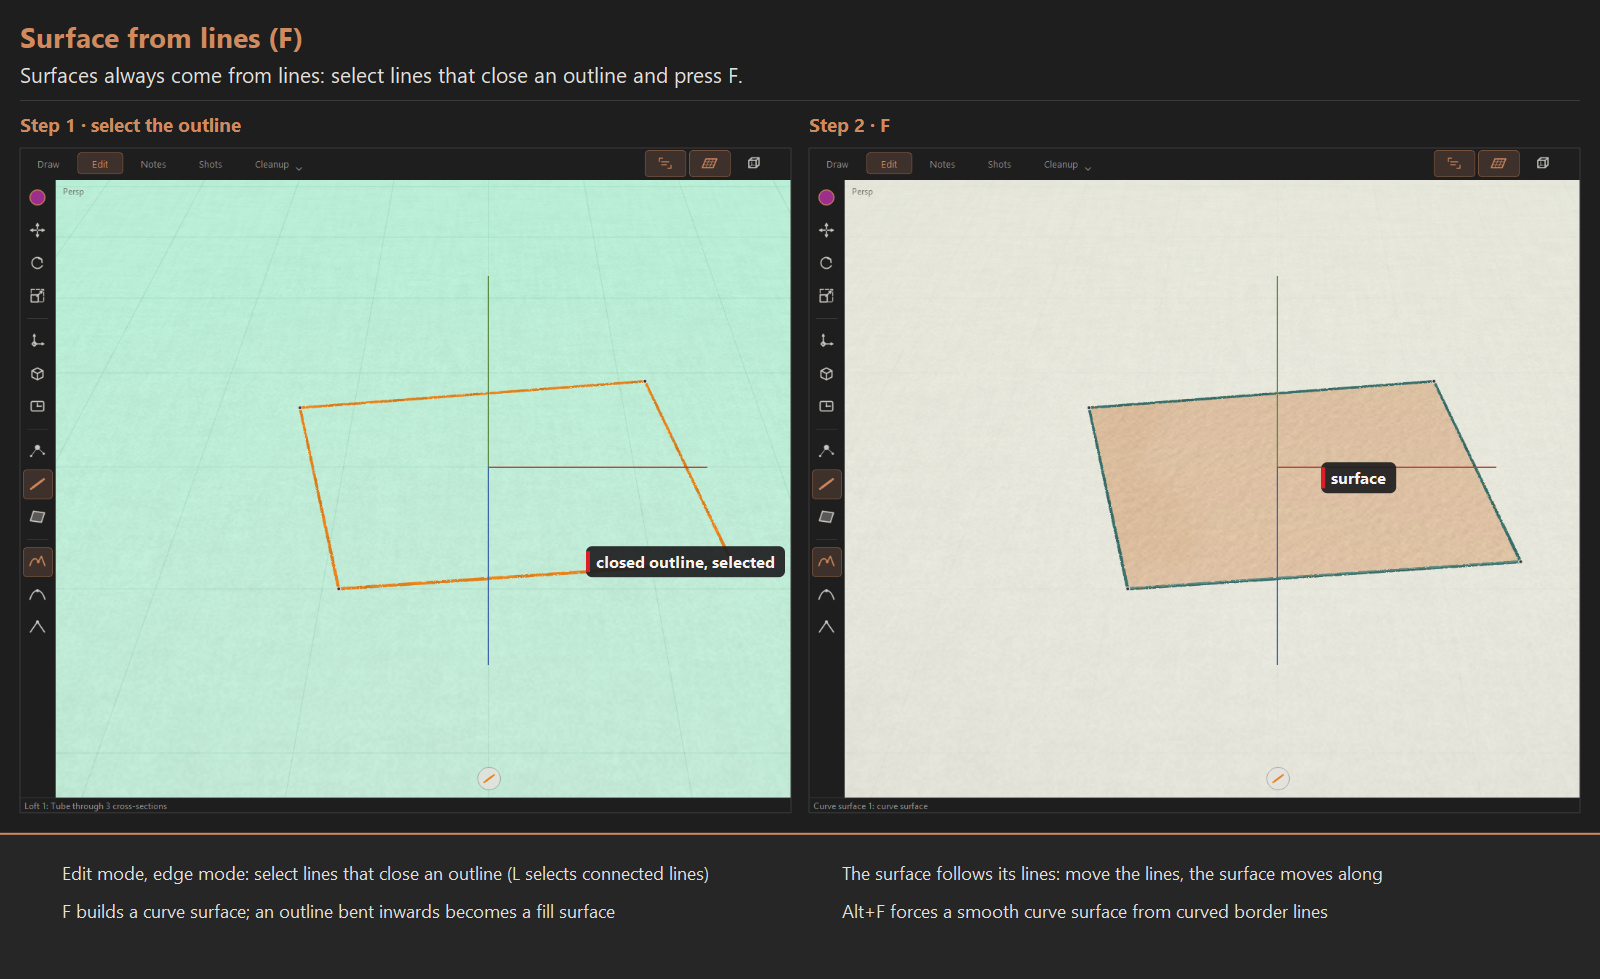 Surface from lines (F)
Surfaces always come from lines: select lines that close an outline and press F.
Step 1 · select the outline
Draw Edit Notes Shots Cleanup
Persp
closed outline, selected
Loft 1: Tube through 3 cross-sections
Step 2 · F
Draw Edit Notes Shots Cleanup
Persp
surface
Curve surface 1: curve surface
Edit mode, edge mode: select lines that close an outline (L selects connected lines)
F builds a curve surface; an outline bent inwards becomes a fill surface
The surface follows its lines: move the lines, the surface moves along
Alt+F forces a smooth curve surface from curved border lines